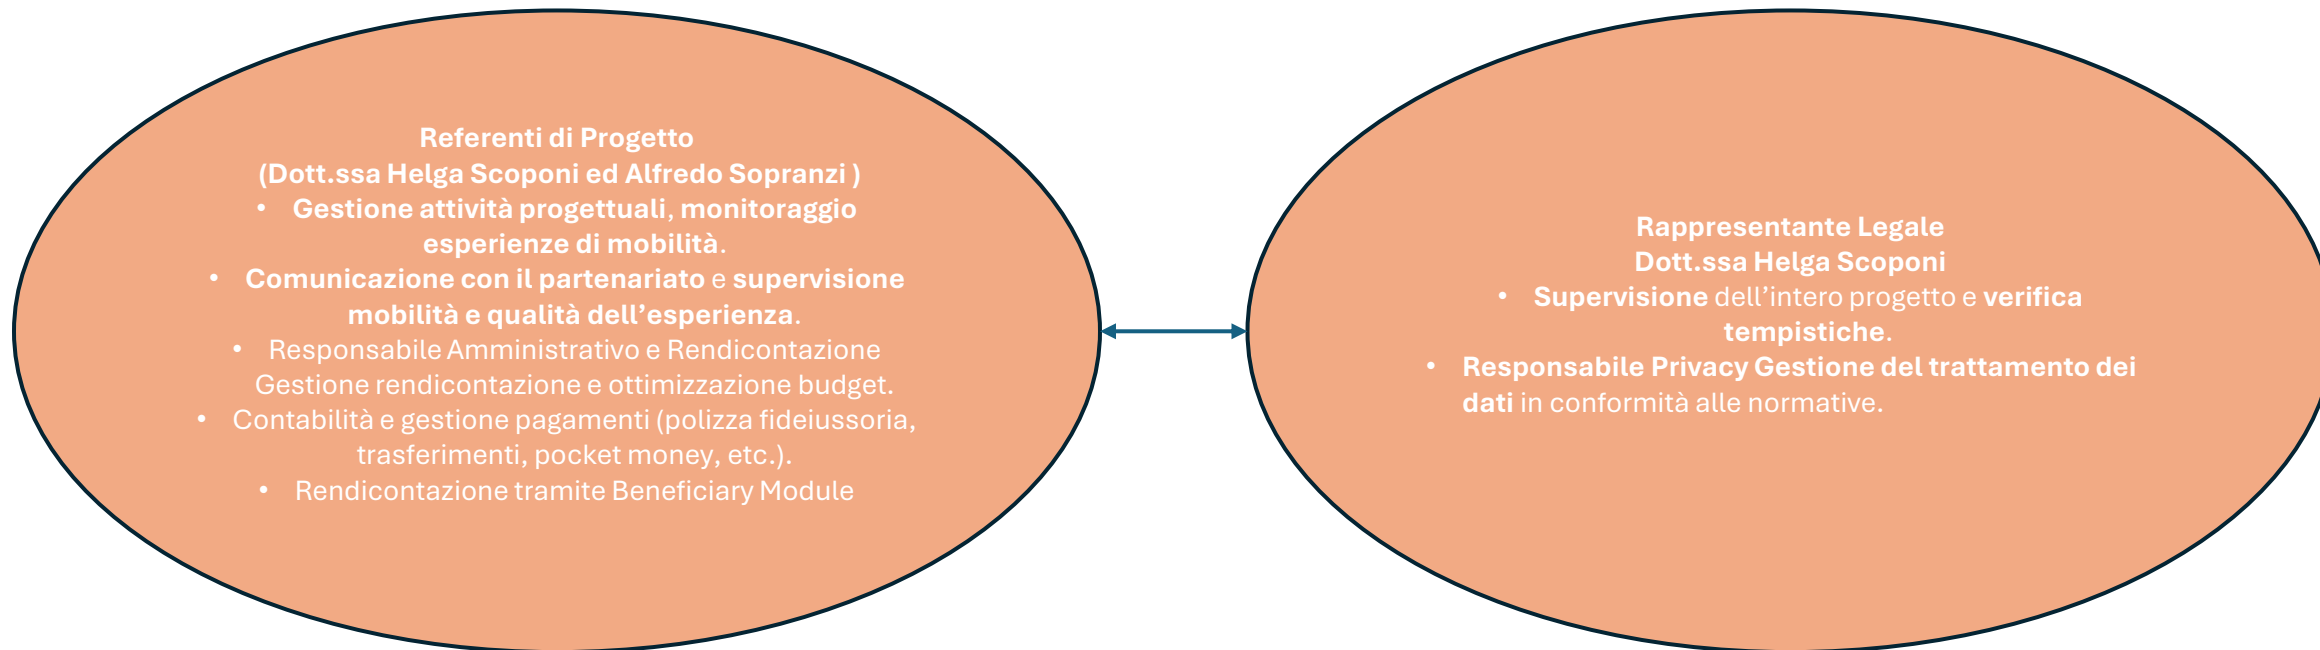 Referenti di Progetto
(Dott.ssa Helga Scoponi ed Alfredo Sopranzi )
• Gestione attività progettuali, monitoraggio
esperienze di mobilità.
• Comunicazione con il partenariato e supervisione
mobilità e qualità dell’esperienza.
• Responsabile Amministrativo e Rendicontazione
Gestione rendicontazione e ottimizzazione budget.
• Contabilità e gestione pagamenti (polizza fideiussoria,
trasferimenti, pocket money, etc.).
• Rendicontazione tramite Beneficiary Module
Rappresentante Legale
Dott.ssa Helga Scoponi
• Supervisione dell’intero progetto e verifica
tempistiche.
• Responsabile Privacy Gestione del trattamento dei
dati in conformità alle normative.